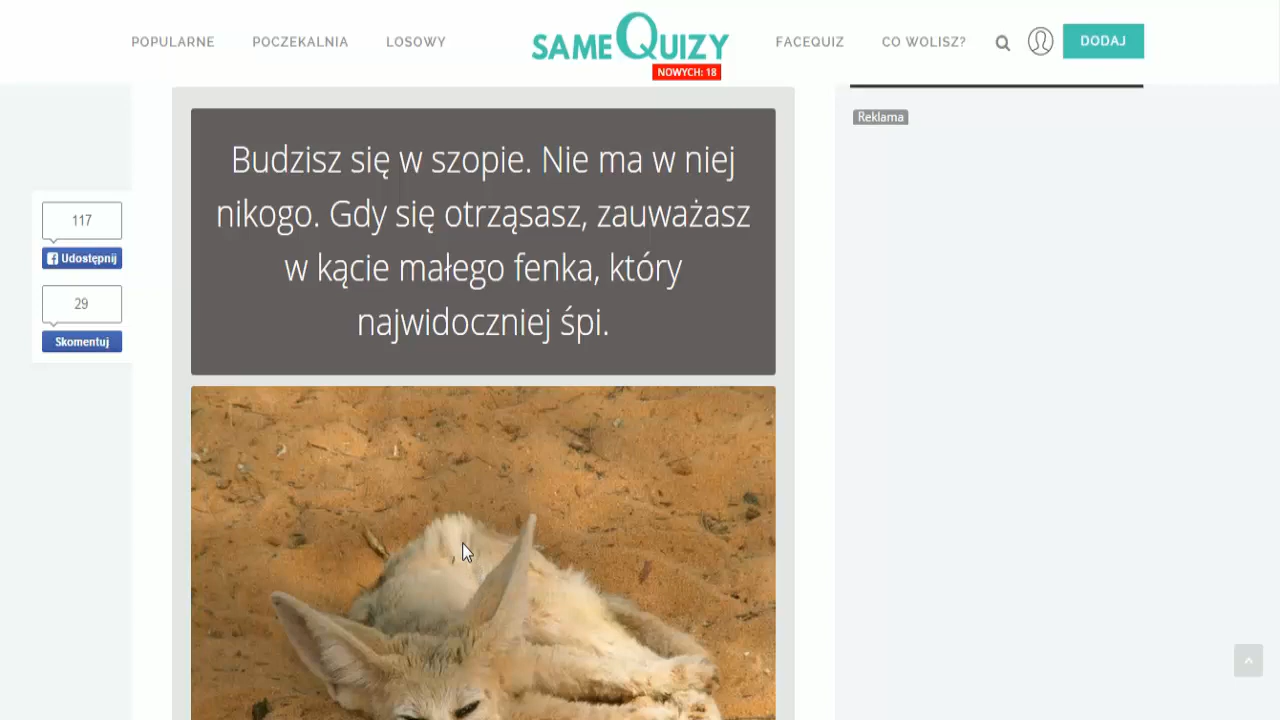 POPULARNE POCZEKALNIA LOSOWY SAMEQUIZY FACEQUIZ CO WOLISZ? DODAJ
NOWYCH: 18
Reklama
Budzisz się w szopie. Nie ma w niej
nikogo. Gdy się otrząsasz, zauważasz
w kącie małego fenka, który
najwidoczniej śpi.
117
Udostępnij
29
Skomentuj